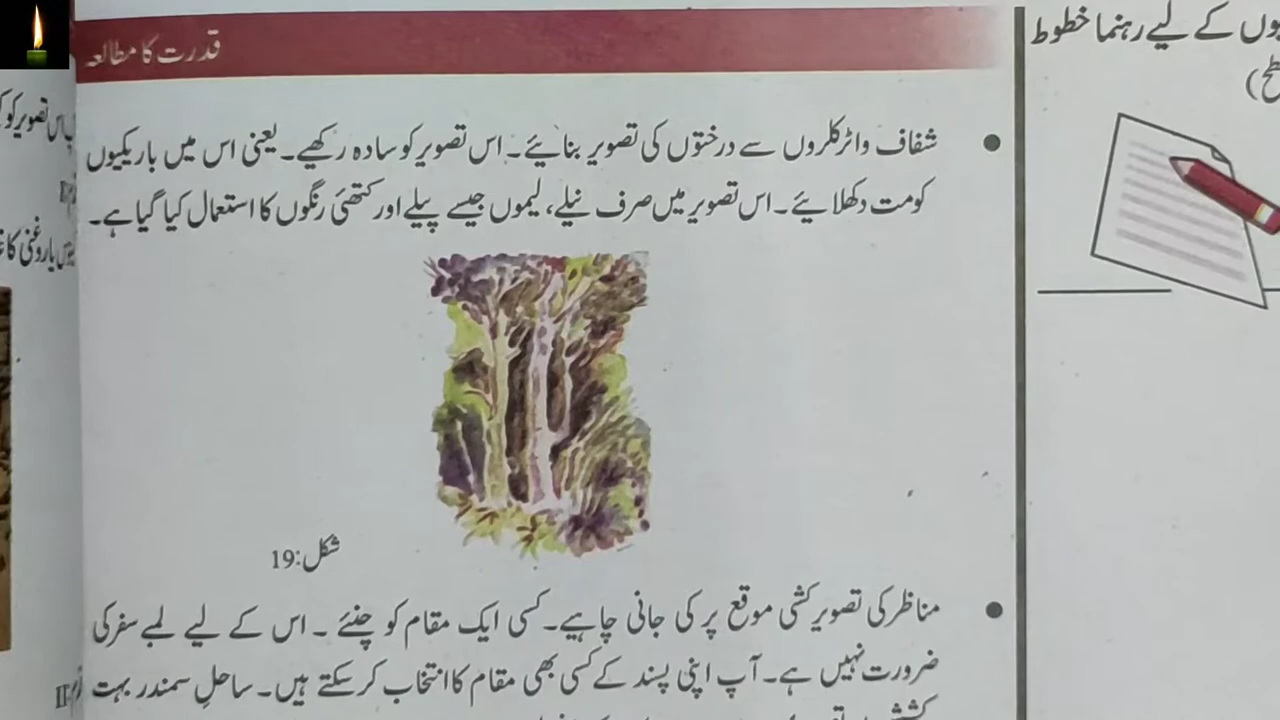 قدرت کا مطالعہ
شفاف واٹرکلروں سے درختوں کی تصویر بنائیے۔ اس تصویر کو سادہ رکھیے۔ یعنی اس میں باریکیوں
کو مت دکھلائیے۔ اس تصویر میں صرف نیلے، لیموں جیسے پیلے اور کتھئی رنگوں کا استعمال کیا گیا ہے۔
شکل:19
مناظر کی تصویر کشی موقع پر کی جانی چاہیے۔ کسی ایک مقام کو چنئے ۔ اس کے لیے لمبے سفر کی
ضرورت نہیں ہے۔ آپ اپنی پسند کے کسی بھی مقام کا انتخاب کر سکتے ہیں۔ ساحلِ سمندر بہت
کے لیے رہنما خطوط